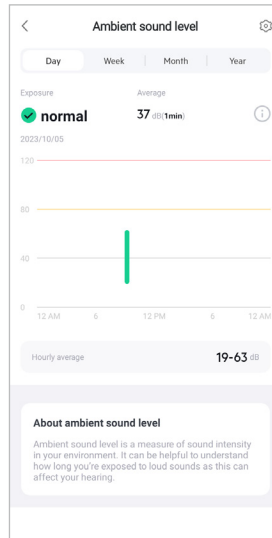 Ambient sound level
Day Week Month Year
Exposure Average
normal 37 dB(1min)
2023/10/05
120
80
40
0
12 AM 6 12 PM 6 12 AM
Hourly average 19-63 dB
About ambient sound level
Ambient sound level is a measure of sound intensity
in your environment. It can be helpful to understand
how long you're exposed to loud sounds as this can
affect your hearing.